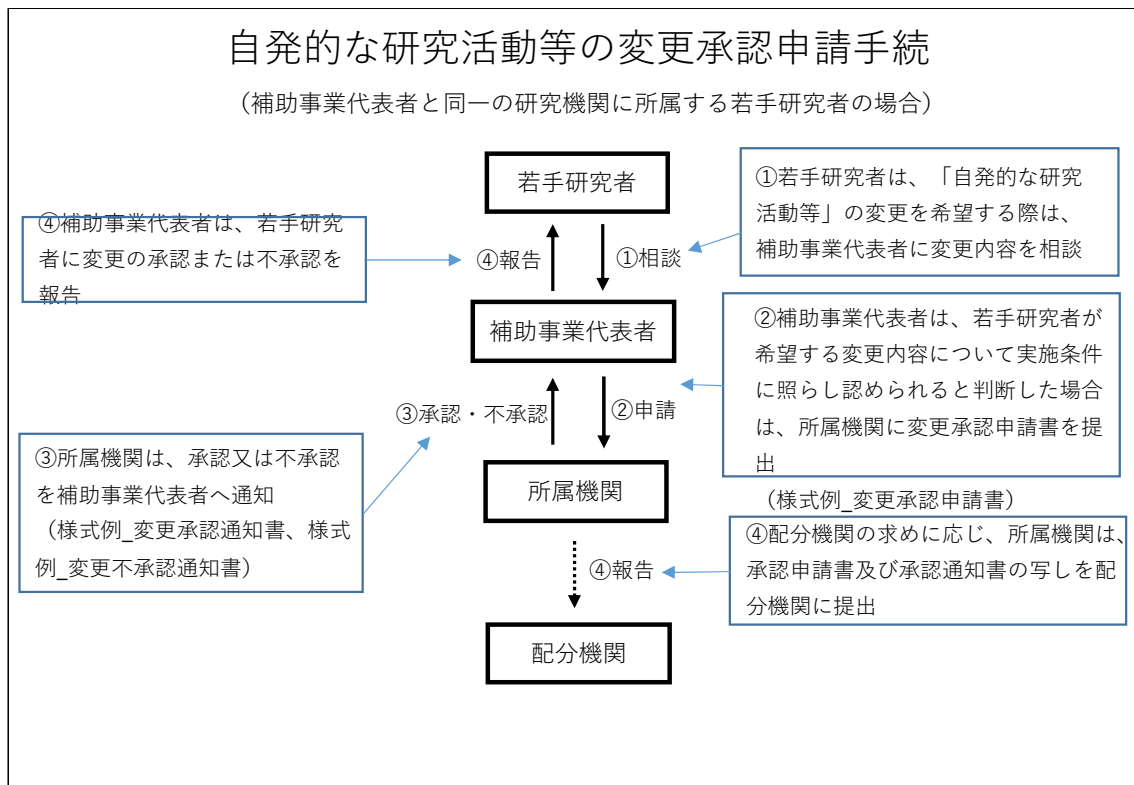 自発的な研究活動等の変更承認申請手続
（補助事業代表者と同一の研究機関に所属する若手研究者の場合）
若手研究者
①若手研究者は、「自発的な研究
活動等」の変更を希望する際は、
補助事業代表者に変更内容を相談
④補助事業代表者は、若手研究
者に変更の承認または不承認を
報告
④報告
①相談
補助事業代表者
②補助事業代表者は、若手研究者が
希望する変更内容について実施条件
に照らし認められると判断した場合
は、所属機関に変更承認申請書を提
出
（様式例_変更承認申請書）
③承認・不承認
②申請
③所属機関は、承認又は不承認
を補助事業代表者へ通知
（様式例_変更承認通知書、様式
例_変更不承認通知書）
所属機関
④配分機関の求めに応じ、所属機関は、
承認申請書及び承認通知書の写しを配
分機関に提出
④報告
配分機関